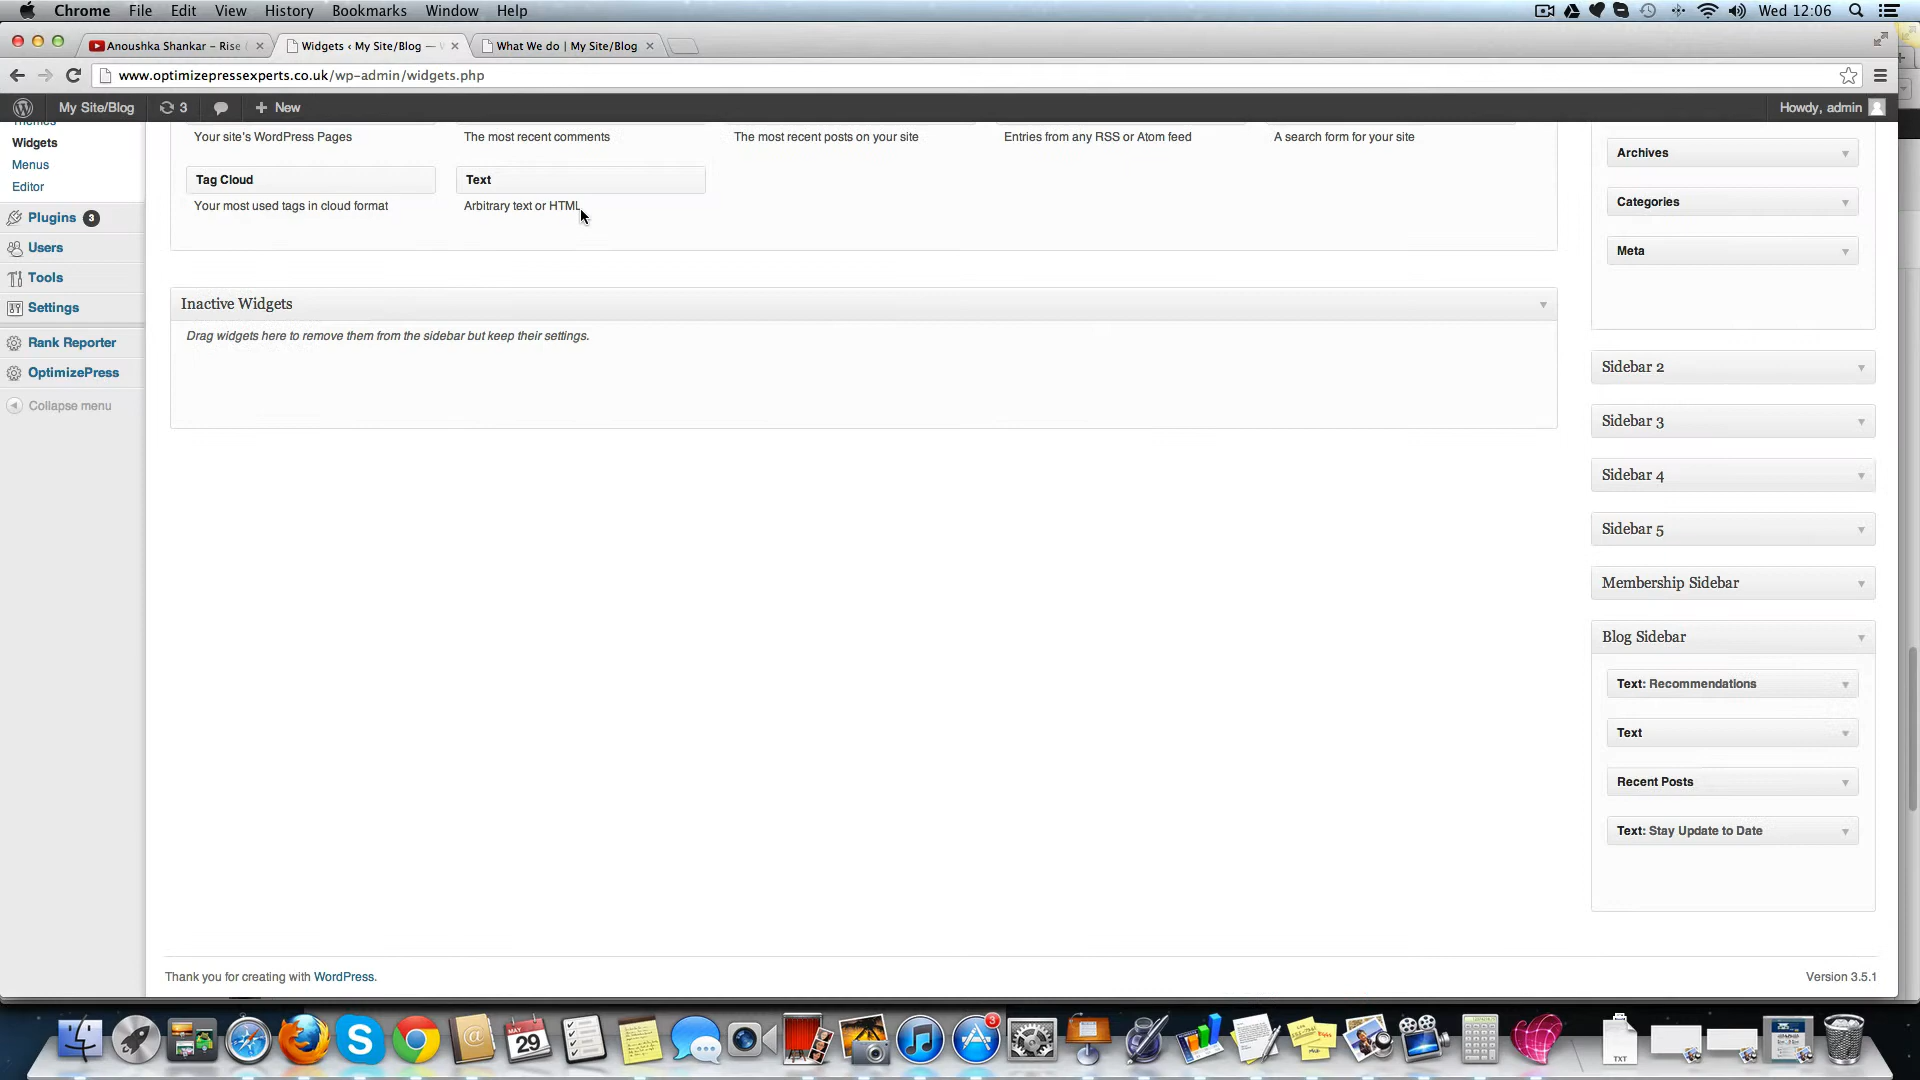 Chrome File Edit View History Bookmarks Window Help
Wed 12:06
Anoushka Shankar - Rise
Widgets ‹ My Site/Blog —
What We do | My Site/Blog
www.optimizepressexperts.co.uk/wp-admin/widgets.php
My Site/Blog 3 + New
Howdy, admin
Themes
Widgets
Menus
Editor
Plugins 3
Users
Tools
Settings
Rank Reporter
OptimizePress
Collapse menu
Your site's WordPress Pages
The most recent comments
The most recent posts on your site
Entries from any RSS or Atom feed
A search form for your site
Tag Cloud
Your most used tags in cloud format
Text
Arbitrary text or HTML
Inactive Widgets
Drag widgets here to remove them from the sidebar but keep their settings.
Archives
Categories
Meta
Sidebar 2
Sidebar 3
Sidebar 4
Sidebar 5
Membership Sidebar
Blog Sidebar
Text: Recommendations
Text
Recent Posts
Text: Stay Update to Date
Thank you for creating with WordPress.
Version 3.5.1
MAY
29
3
TXT